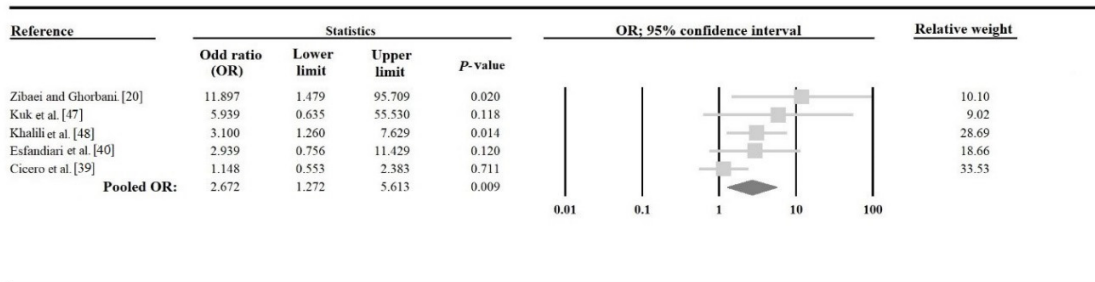 Reference Statistics OR; 95% confidence interval Relative weight
Odd ratio (OR) Lower limit Upper limit P-value
Zibaei and Ghorbani. [20] 11.897 1.479 95.709 0.020 10.10
Kuk et al. [47] 5.939 0.635 55.530 0.118 9.02
Khalili et al. [48] 3.100 1.260 7.629 0.014 28.69
Esfandiari et al. [40] 2.939 0.756 11.429 0.120 18.66
Cicero et al. [39] 1.148 0.553 2.383 0.711 33.53
Pooled OR: 2.672 1.272 5.613 0.009
0.01 0.1 1 10 100